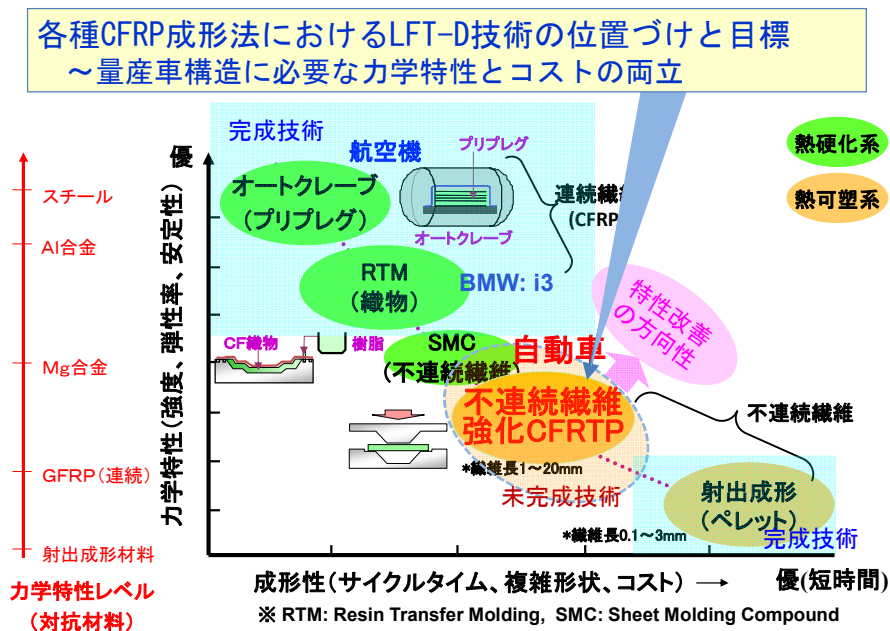 各種CFRP成形法におけるLFT-D技術の位置づけと目標
～量産車構造に必要な力学特性とコストの両立
完成技術
優
航空機
プリプレグ
オートクレーブ
(プリプレグ)
オートクレーブ
連続繊維
(CFRP
熱硬化系
熱可塑系
スチール
Al合金
Mg合金
GFRP(連続)
射出成形材料
力学特性レベル
(対抗材料)
力学特性(強度、弾性率、安定性)
RTM
(織物)
BMW: i3
特性改善
の方向性
CF織物
樹脂
SMC
(不連続繊維)
自動車
不連続繊維
強化CFRTP
*繊維長1～20mm
未完成技術
不連続繊維
射出成形
(ペレット)
*繊維長0.1～3mm
完成技術
成形性(サイクルタイム、複雑形状、コスト) → 優(短時間)
※ RTM: Resin Transfer Molding, SMC: Sheet Molding Compound